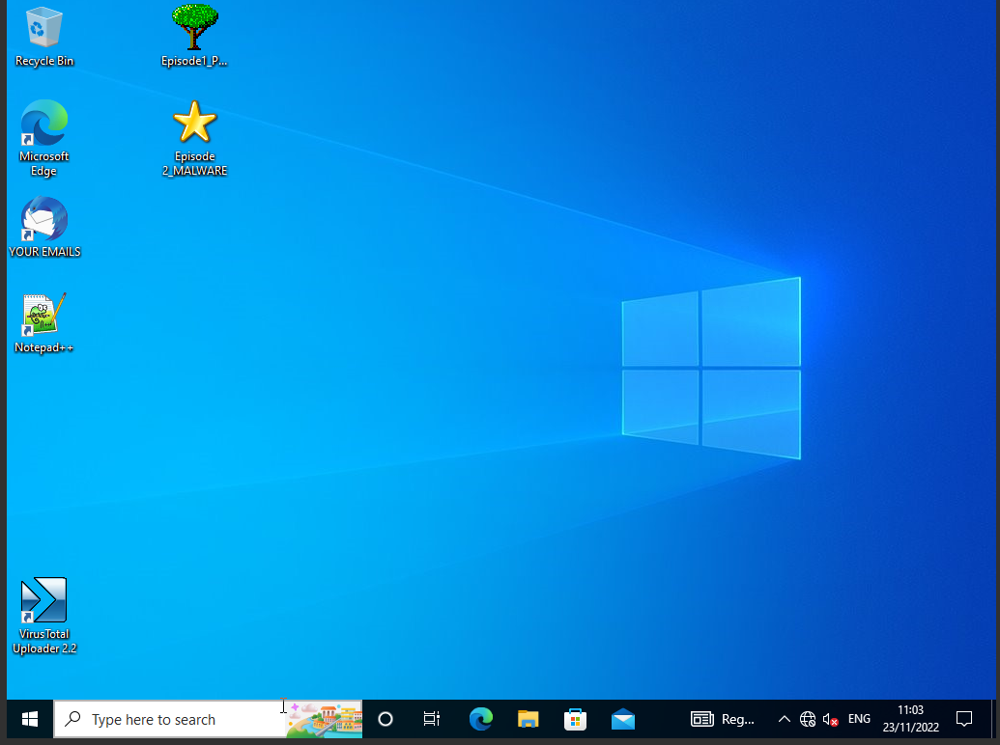 Recycle Bin
Episode1_P...
Microsoft
Edge
Episode
2_MALWARE
YOUR EMAILS
Notepad++
VirusTotal
Uploader 2.2
Type here to search
Reg...
ENG
11:03
23/11/2022